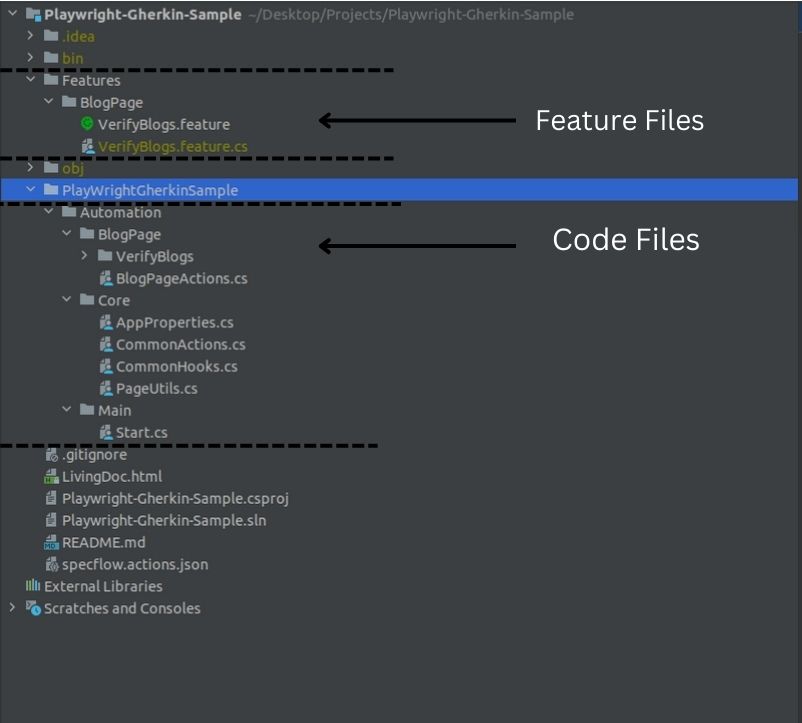 Playwright-Gherkin-Sample ~/Desktop/Projects/Playwright-Gherkin-Sample
.idea
bin
Features
BlogPage
VerifyBlogs.feature
Feature Files
VerifyBlogs.feature.cs
obj
PlayWrightGherkinSample
Automation
BlogPage
Code Files
VerifyBlogs
BlogPageActions.cs
Core
AppProperties.cs
CommonActions.cs
CommonHooks.cs
PageUtils.cs
Main
Start.cs
.gitignore
LivingDoc.html
Playwright-Gherkin-Sample.csproj
Playwright-Gherkin-Sample.sln
README.md
specflow.actions.json
External Libraries
Scratches and Consoles